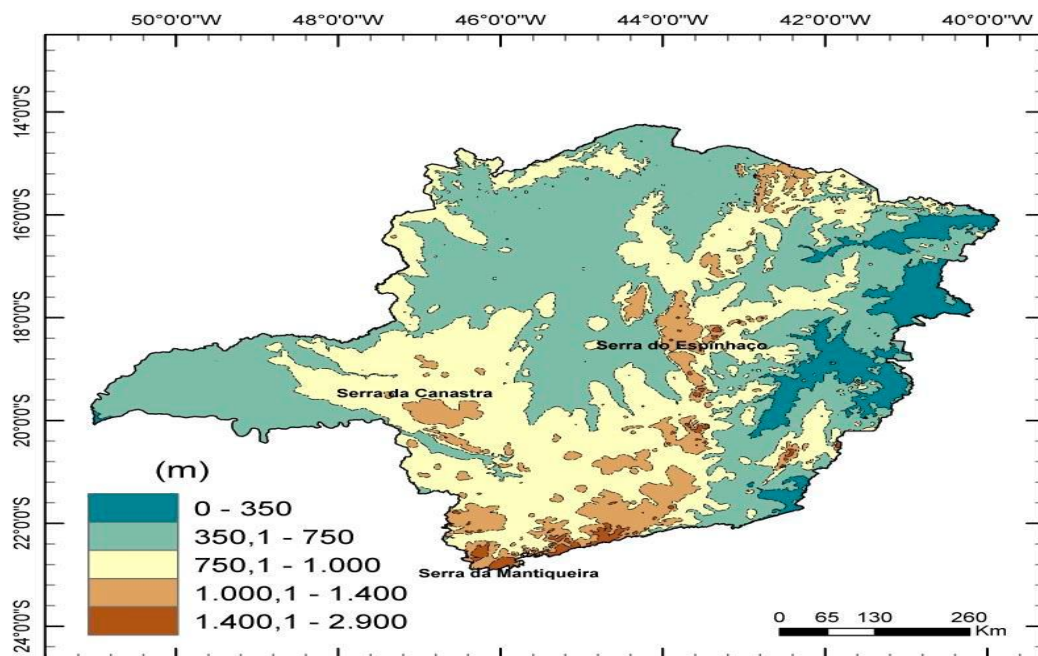 50°0'0"W 48°0'0"W 46°0'0"W 44°0'0"W 42°0'0"W 40°0'0"W
14°0'0"S
16°0'0"S
18°0'0"S
20°0'0"S
22°0'0"S
24°0'0"S
Serra do Espinhaço
Serra da Canastra
Serra da Mantiqueira
(m)
0 - 350
350,1 - 750
750,1 - 1.000
1.000,1 - 1.400
1.400,1 - 2.900
0 65 130 260
Km